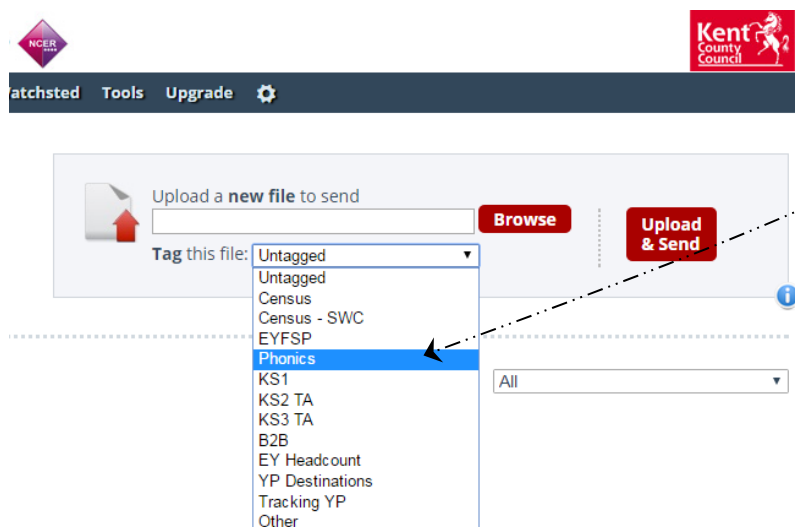 NCER
Kent
County
Council
atchsted Tools Upgrade
Upload a new file to send
Browse
Upload
& Send
Tag this file: Untagged
Untagged
Census
Census - SWC
EYFSP
Phonics
KS1
All
KS2 TA
KS3 TA
B2B
EY Headcount
YP Destinations
Tracking YP
Other